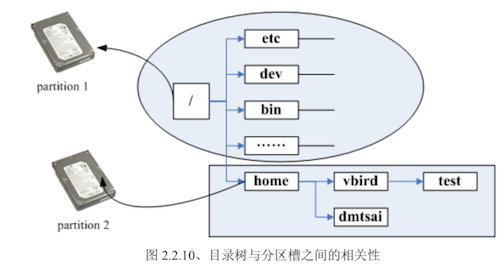 etc
partition 1
dev
/
bin
……
home
vbird
test
partition 2
dmtsai
图 2.2.10、目录树与分区槽之间的相关性